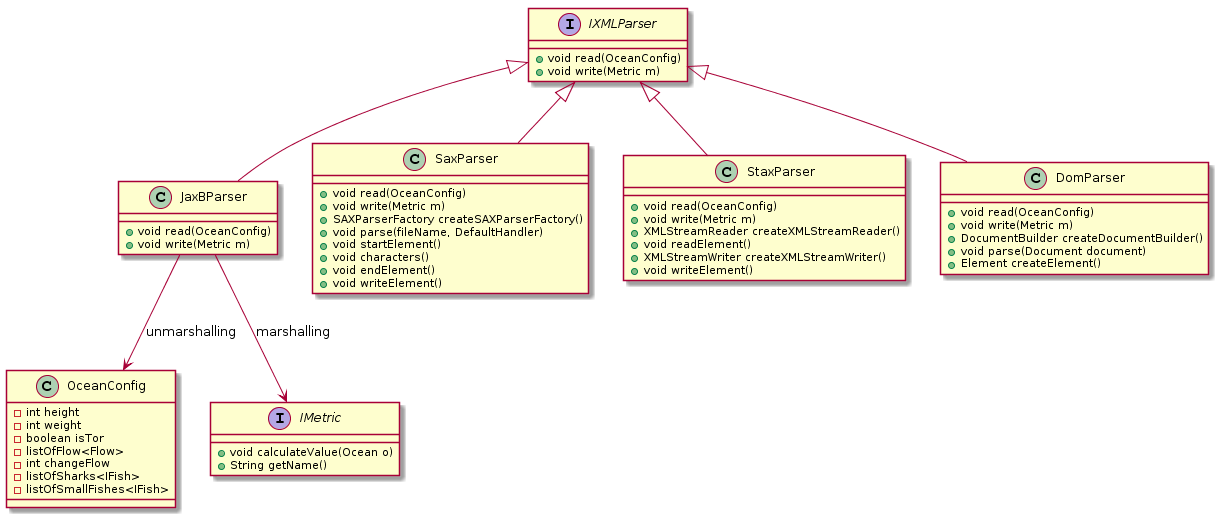 I IXMLParser
void read(OceanConfig)
void write(Metric m)
C JaxBParser
void read(OceanConfig)
void write(Metric m)
C SaxParser
void read(OceanConfig)
void write(Metric m)
SAXParserFactory createSAXParserFactory()
void parse(fileName, DefaultHandler)
void startElement()
void characters()
void endElement()
void writeElement()
C StaxParser
void read(OceanConfig)
void write(Metric m)
XMLStreamReader createXMLStreamReader()
void readElement()
XMLStreamWriter createXMLStreamWriter()
void writeElement()
C DomParser
void read(OceanConfig)
void write(Metric m)
DocumentBuilder createDocumentBuilder()
void parse(Document document)
Element createElement()
unmarshalling
marshalling
C OceanConfig
int height
int weight
boolean isTor
listOfFlow<Flow>
int changeFlow
listOfSharks<IFish>
listOfSmallFishes<IFish>
I IMetric
void calculateValue(Ocean o)
String getName()